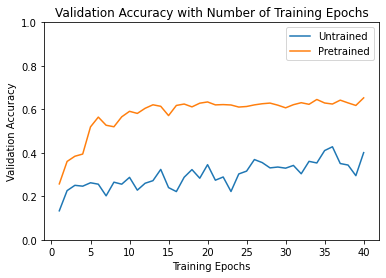 Validation Accuracy with Number of Training Epochs
Untrained
Pretrained
Validation Accuracy
1.0
0.8
0.6
0.4
0.2
0.0
0 5 10 15 20 25 30 35 40
Training Epochs